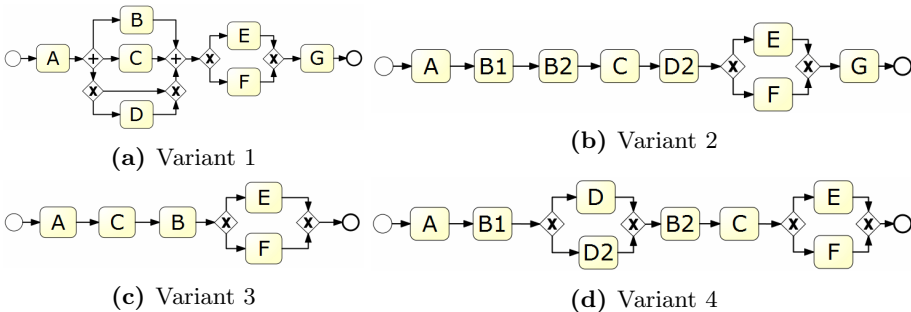 B
E
A + C + X X G
F
X X
D
(a) Variant 1
E
A B1 B2 C D2 X X G
F
(b) Variant 2
E
A C B X X
F
(c) Variant 3
D E
A B1 X X B2 C X X
D2 F
(d) Variant 4